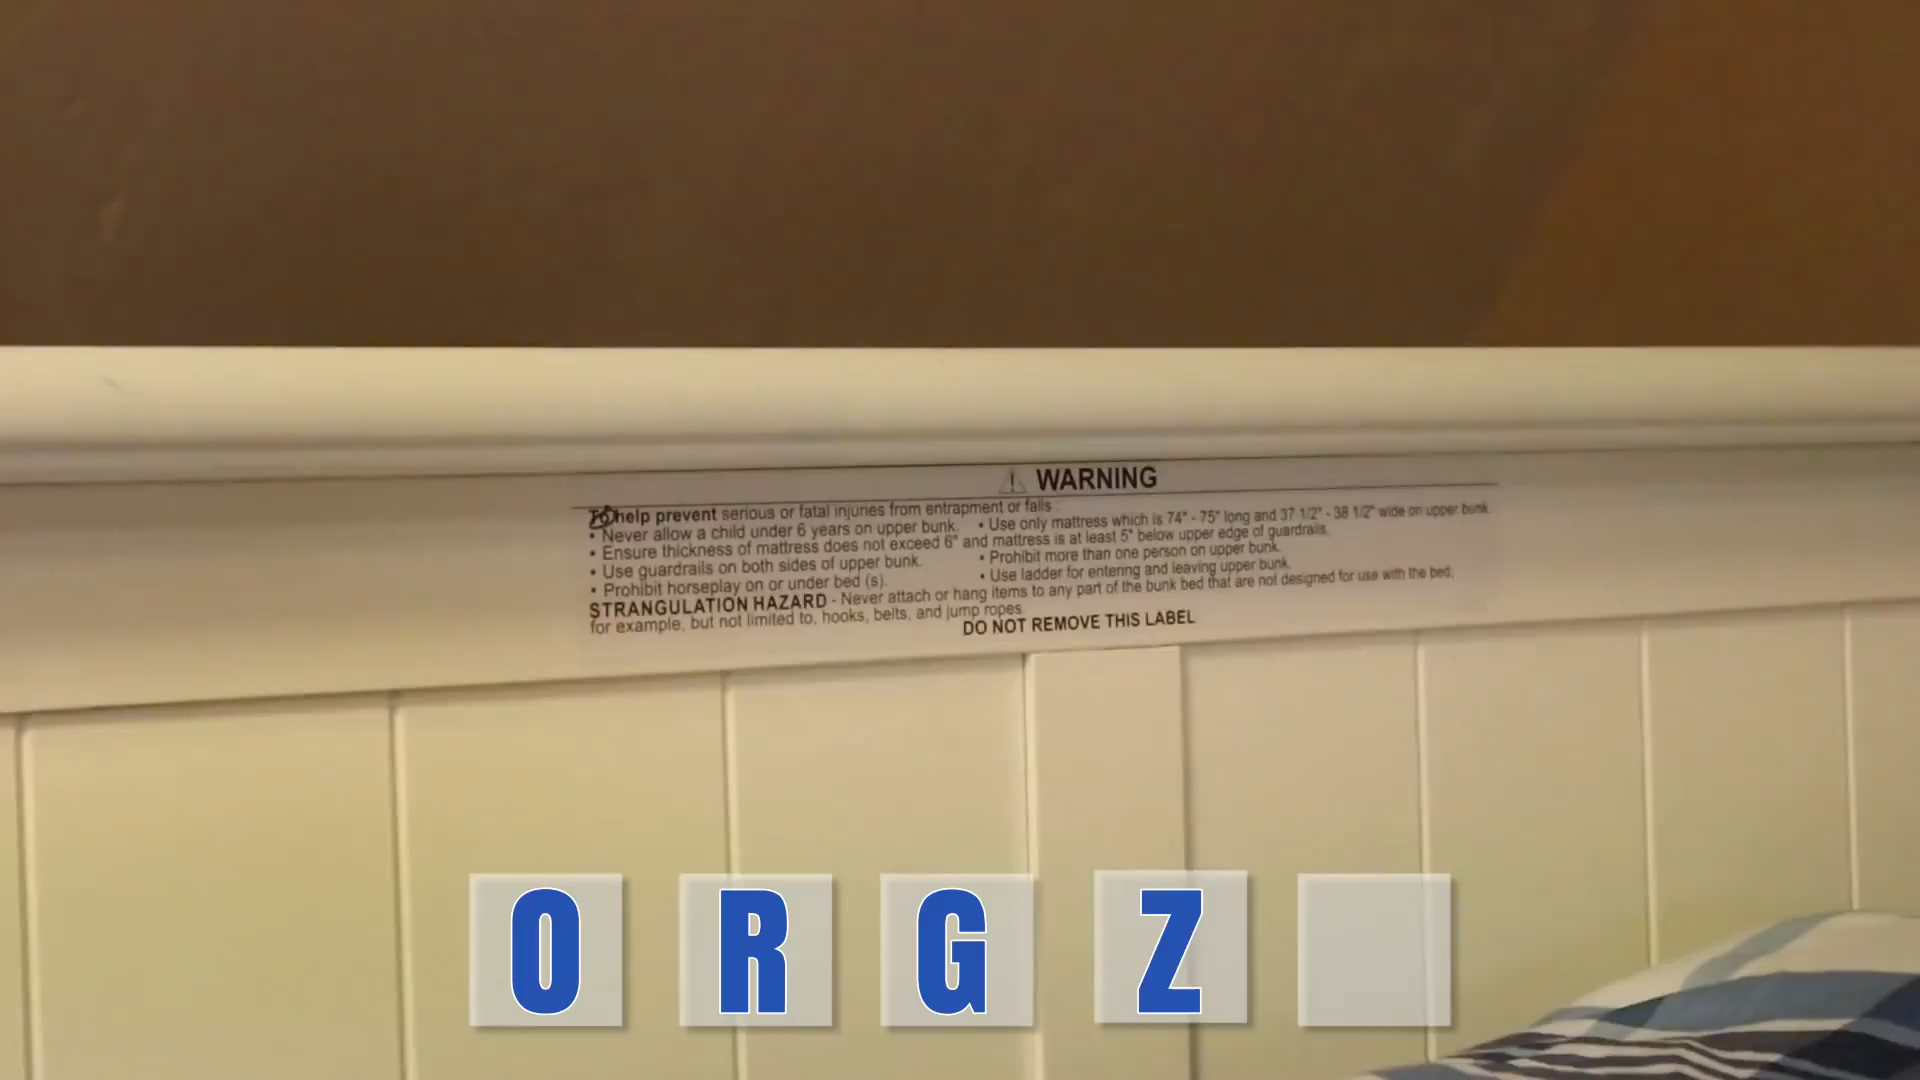 ⚠ WARNING
To help prevent serious or fatal injuries from entrapment or falls :
• Never allow a child under 6 years on upper bunk. • Use only mattress which is 74" - 75" long and 37 1/2" - 38 1/2" wide on upper bunk.
• Ensure thickness of mattress does not exceed 6" and mattress is at least 5" below upper edge of guardrails.
• Use guardrails on both sides of upper bunk. • Prohibit more than one person on upper bunk.
• Prohibit horseplay on or under bed (s). • Use ladder for entering and leaving upper bunk.
STRANGULATION HAZARD - Never attach or hang items to any part of the bunk bed that are not designed for use with the bed,
for example, but not limited to, hooks, belts, and jump ropes.
DO NOT REMOVE THIS LABEL
O R G Z